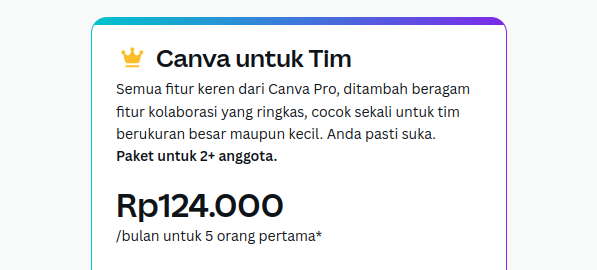 Canva untuk Tim
Semua fitur keren dari Canva Pro, ditambah beragam
fitur kolaborasi yang ringkas, cocok sekali untuk tim
berukuran besar maupun kecil. Anda pasti suka.
Paket untuk 2+ anggota.
Rp124.000
/bulan untuk 5 orang pertama*